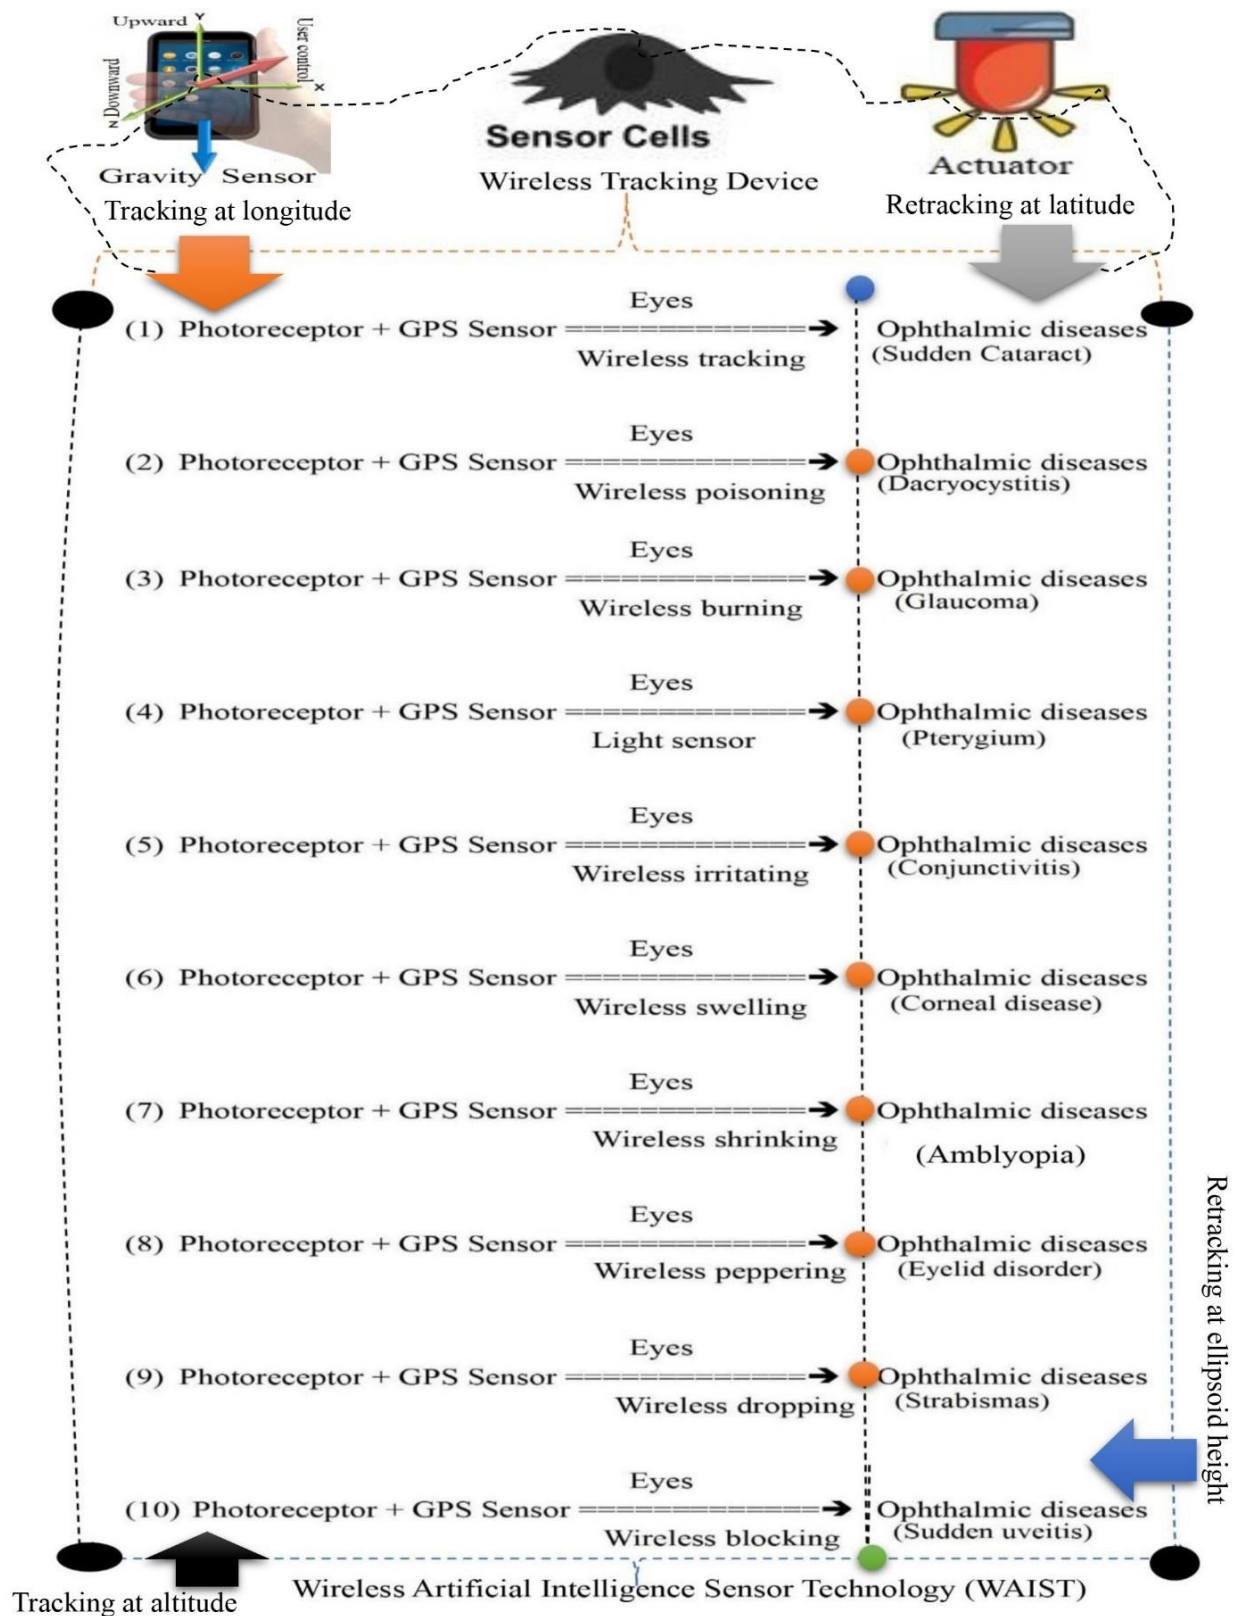 Upward Y
User control
X
Downward
N
Gravity Sensor
Tracking at longitude
Sensor Cells
Wireless Tracking Device
Actuator
Retracking at latitude
Eyes
(1) Photoreceptor + GPS Sensor ==============➔ Ophthalmic diseases
Wireless tracking (Sudden Cataract)
Eyes
(2) Photoreceptor + GPS Sensor ==============➔ Ophthalmic diseases
Wireless poisoning (Dacryocystitis)
Eyes
(3) Photoreceptor + GPS Sensor ==============➔ Ophthalmic diseases
Wireless burning (Glaucoma)
Eyes
(4) Photoreceptor + GPS Sensor ==============➔ Ophthalmic diseases
Light sensor (Pterygium)
Eyes
(5) Photoreceptor + GPS Sensor ==============➔ Ophthalmic diseases
Wireless irritating (Conjunctivitis)
Eyes
(6) Photoreceptor + GPS Sensor ==============➔ Ophthalmic diseases
Wireless swelling (Corneal disease)
Eyes
(7) Photoreceptor + GPS Sensor ==============➔ Ophthalmic diseases
Wireless shrinking (Amblyopia)
Eyes
(8) Photoreceptor + GPS Sensor ==============➔ Ophthalmic diseases
Wireless peppering (Eyelid disorder)
Eyes
(9) Photoreceptor + GPS Sensor ==============➔ Ophthalmic diseases
Wireless dropping (Strabismas)
Eyes
(10) Photoreceptor + GPS Sensor ==============➔ Ophthalmic diseases
Wireless blocking (Sudden uveitis)
Retracking at ellipsoid height
Wireless Artificial Intelligence Sensor Technology (WAIST)
Tracking at altitude